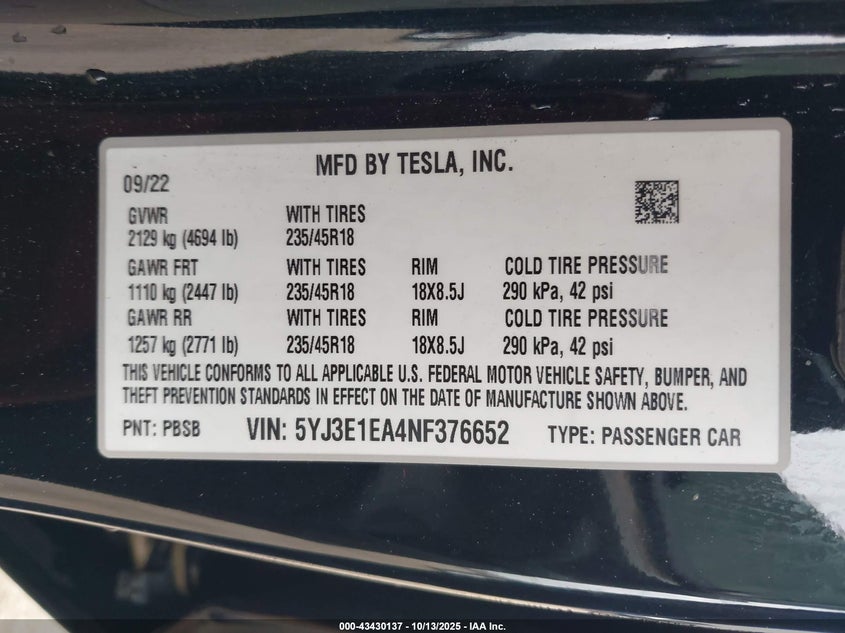 MFD BY TESLA, INC.
09/22
GVWR WITH TIRES
2129 kg (4694 lb) 235/45R18
GAWR FRT WITH TIRES RIM COLD TIRE PRESSURE
1110 kg (2447 lb) 235/45R18 18X8.5J 290 kPa, 42 psi
GAWR RR WITH TIRES RIM COLD TIRE PRESSURE
1257 kg (2771 lb) 235/45R18 18X8.5J 290 kPa, 42 psi
THIS VEHICLE CONFORMS TO ALL APPLICABLE U.S. FEDERAL MOTOR VEHICLE SAFETY, BUMPER, AND
THEFT PREVENTION STANDARDS IN EFFECT ON THE DATE OF MANUFACTURE SHOWN ABOVE.
PNT: PBSB VIN: 5YJ3E1EA4NF376652 TYPE: PASSENGER CAR
000-43430137 - 10/13/2025 - IAA Inc.